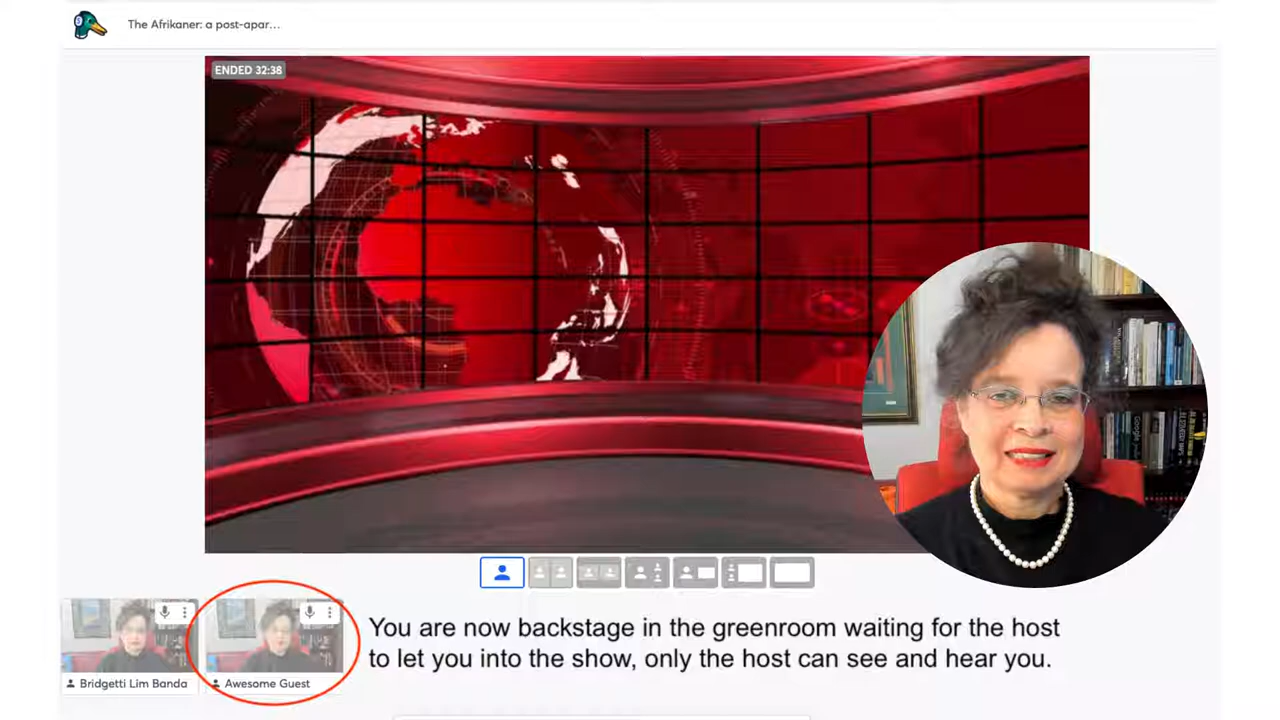 The Afrikaner: a post-apar...
ENDED 32:38
You are now backstage in the greenroom waiting for the host
to let you into the show, only the host can see and hear you.
Bridgetti Lim Banda
Awesome Guest
Google